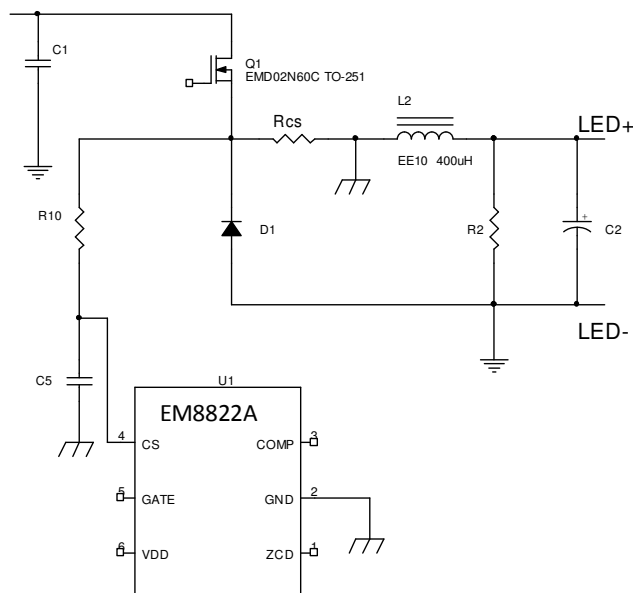 C1
Q1
EMD02N60C TO-251
L2
Rcs
LED+
EE10 400uH
R10
D1
R2
+
C2
LED-
C5
U1
EM8822A
4
CS
COMP
3
5
GATE
GND
2
6
VDD
ZCD
1